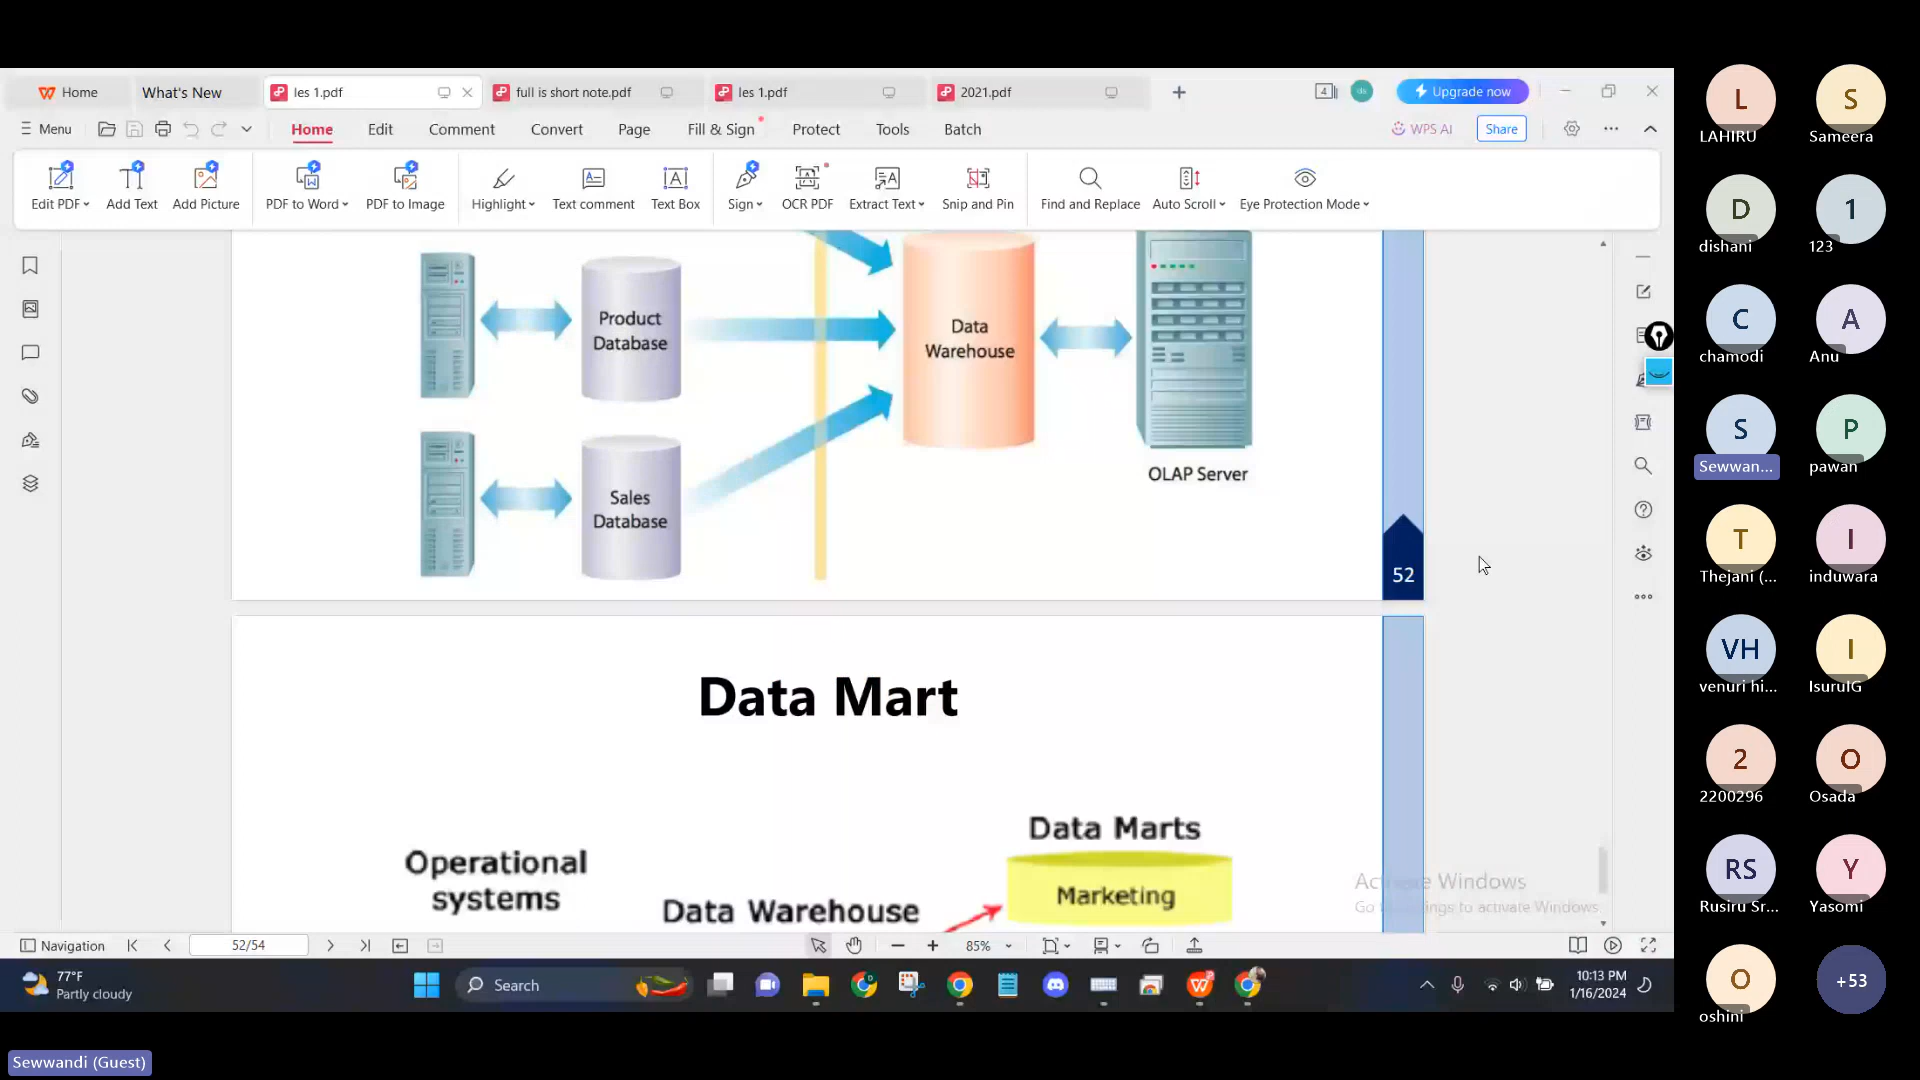 Home
What's New
les 1.pdf
full is short note.pdf
les 1.pdf
2021.pdf
4
Upgrade now
Menu
Home
Edit
Comment
Convert
Page
Fill & Sign
Protect
Tools
Batch
WPS AI
Share
Edit PDF
Add Text
Add Picture
PDF to Word
PDF to Image
Highlight
Text comment
Text Box
Sign
OCR PDF
Extract Text
Snip and Pin
Find and Replace
Auto Scroll
Eye Protection Mode
Product
Database
Data
Warehouse
Sales
Database
OLAP Server
52
Data Mart
Data Marts
Operational
systems
Marketing
Data Warehouse
Activate Windows
Navigation
52/54
85%
77°F
Partly cloudy
Search
10:13 PM
1/16/2024
L
LAHIRU
S
Sameera
D
dishani
1
123
C
chamodi
A
Anu
S
Sewwan...
P
pawan
T
Thejani (...
I
induwara
VH
venuri hi...
I
IsuruIG
2
2200296
O
Osada
RS
Rusiru Sr...
Y
Yasomi
O
oshini
+53
Sewwandi (Guest)